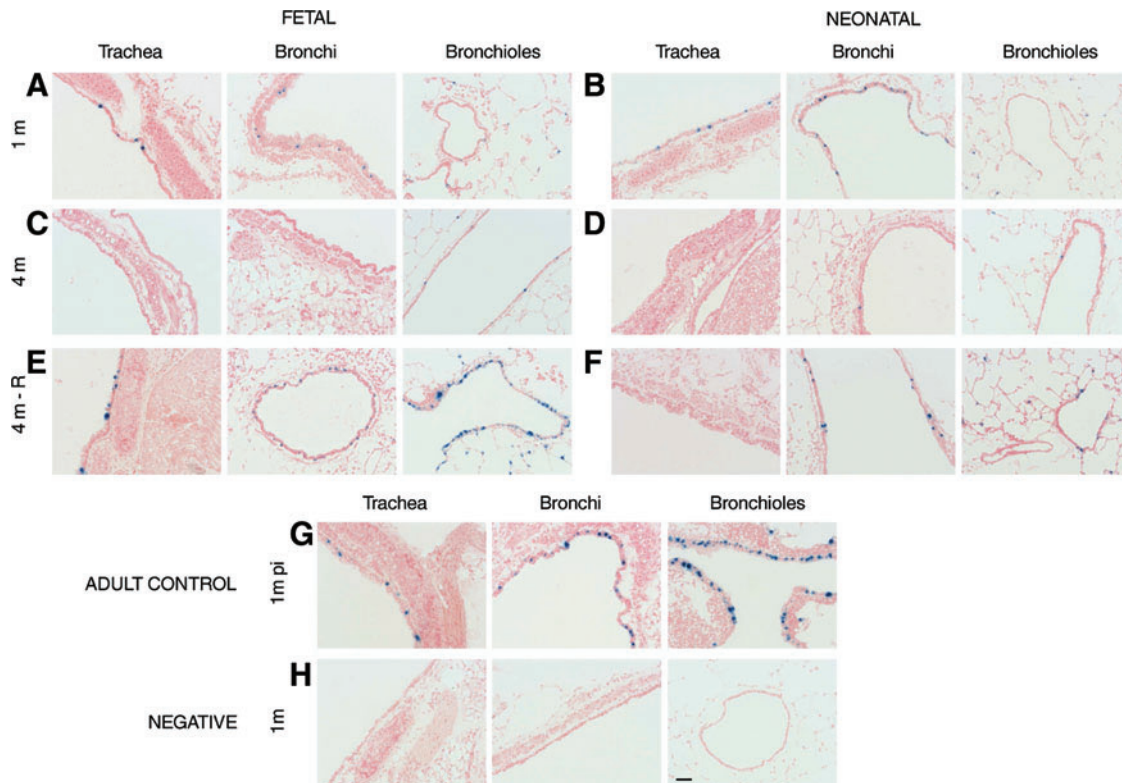 FETAL NEONATAL
Trachea Bronchi Bronchioles Trachea Bronchi Bronchioles
1 m A B
4 m C D
4 m - R E F
Trachea Bronchi Bronchioles
ADULT CONTROL 1m pi G
NEGATIVE 1m H